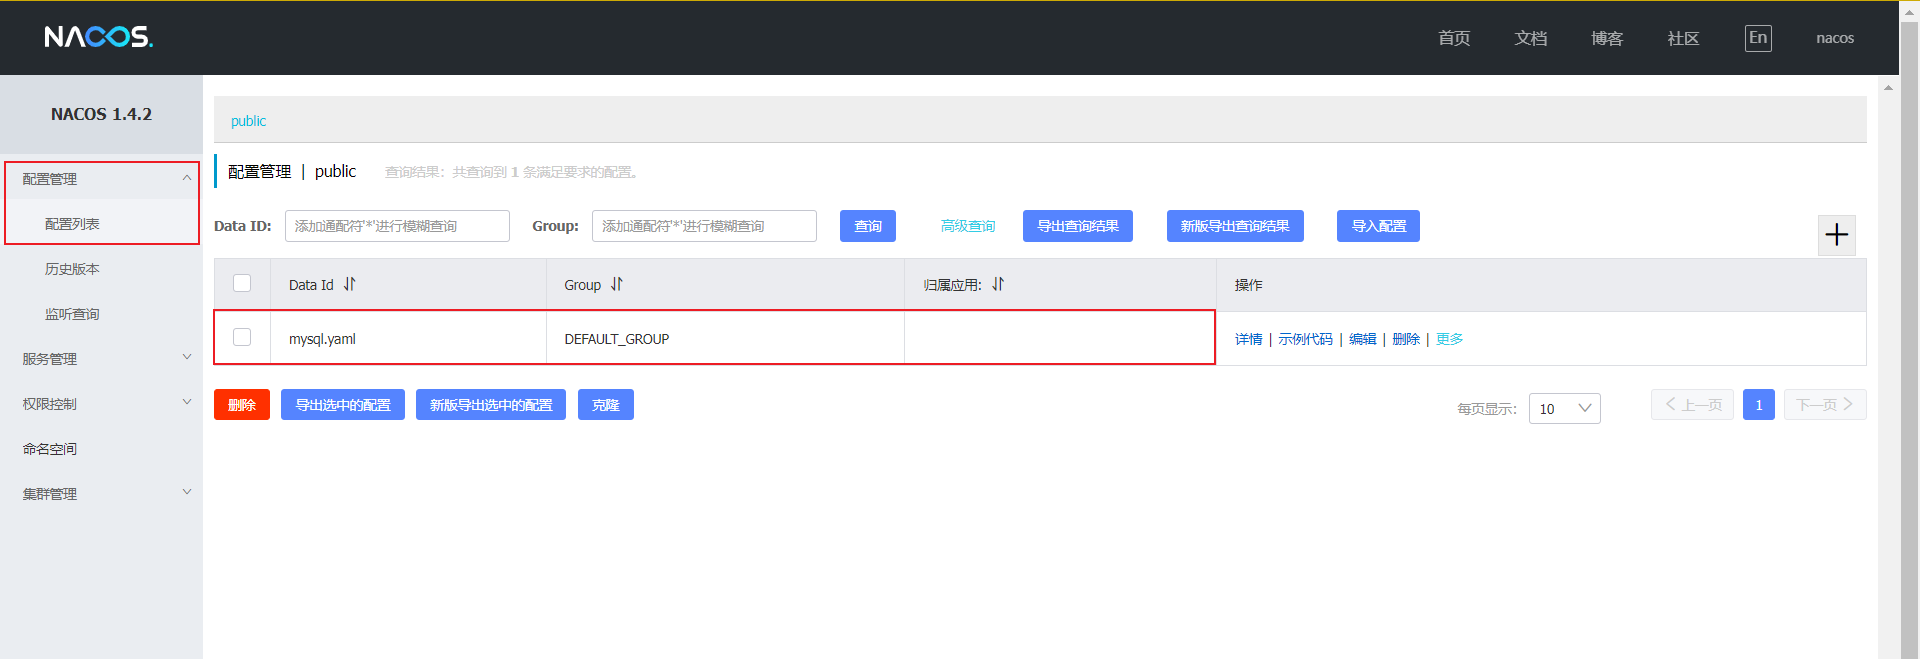 NACOS.
首页 文档 博客 社区 En nacos
NACOS 1.4.2
配置管理
配置列表
历史版本
监听查询
服务管理
权限控制
命名空间
集群管理
public
配置管理 | public 查询结果：共查询到 1 条满足要求的配置。
Data ID: 添加通配符'*'进行模糊查询 Group: 添加通配符'*'进行模糊查询 查询 高级查询 导出查询结果 新版导出查询结果 导入配置
Data Id Group 归属应用: 操作
mysql.yaml DEFAULT_GROUP 详情 | 示例代码 | 编辑 | 删除 | 更多
删除 导出选中的配置 新版导出选中的配置 克隆 每页显示: 10 上一页 1 下一页